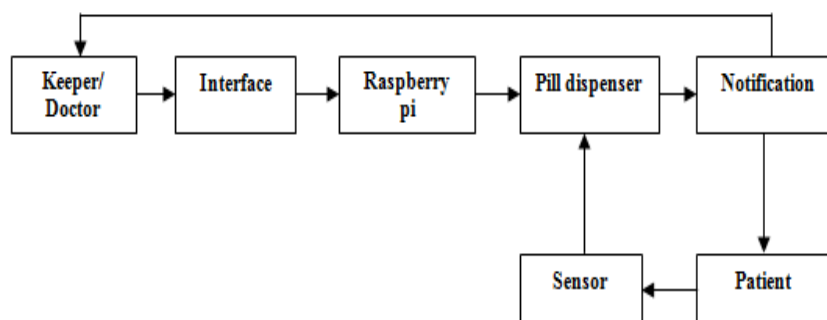 Keeper/
Doctor
Interface
Raspberry
pi
Pill dispenser
Notification
Sensor
Patient